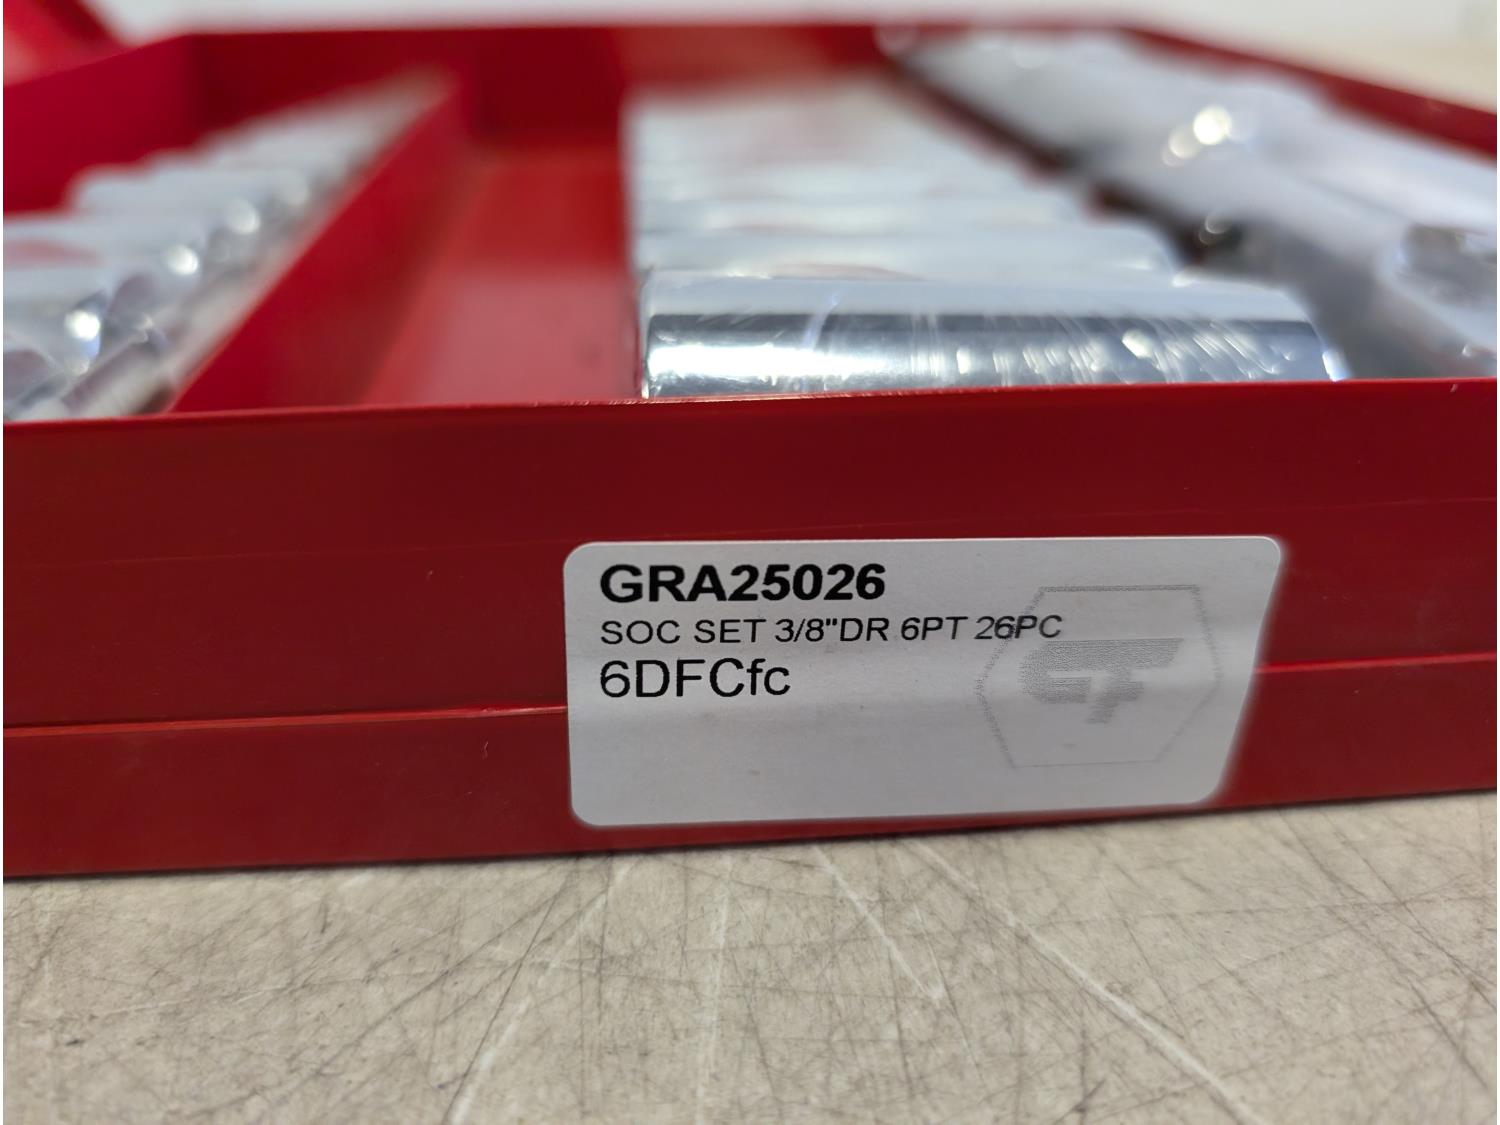 GRA25026
SOC SET 3/8"DR 6PT 26PC
6DFCfc